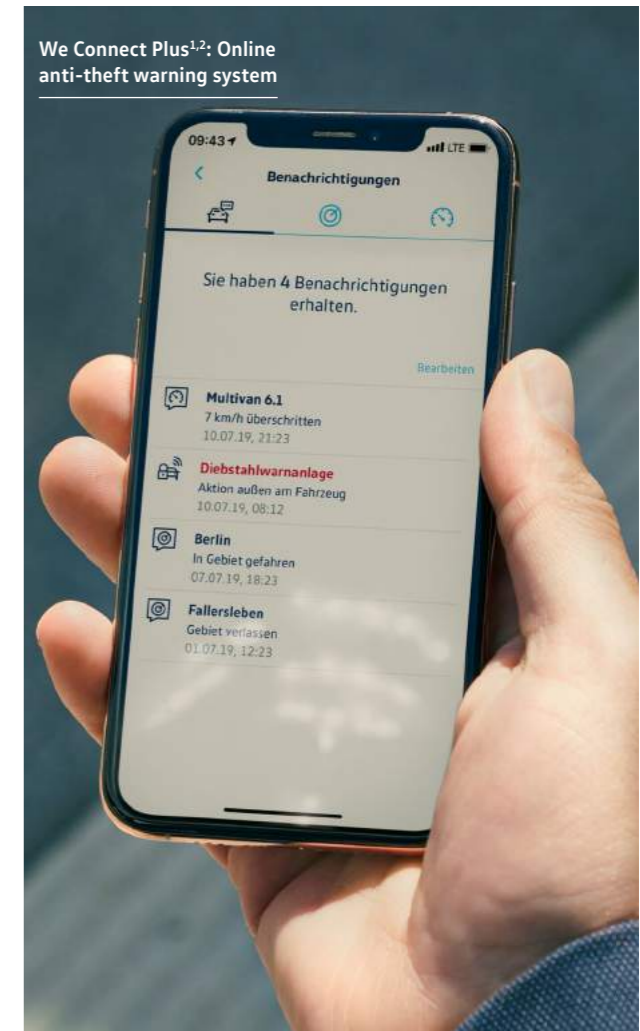 We Connect Plus¹,²: Online
anti-theft warning system
09:43
LTE
Benachrichtigungen
Sie haben 4 Benachrichtigungen
erhalten.
Bearbeiten
Multivan 6.1
7 km/h überschritten
10.07.19, 21:23
Diebstahlwarnanlage
Aktion außen am Fahrzeug
10.07.19, 08:12
Berlin
In Gebiet gefahren
07.07.19, 18:23
Fallersleben
Gebiet verlassen
01.07.19, 12:23